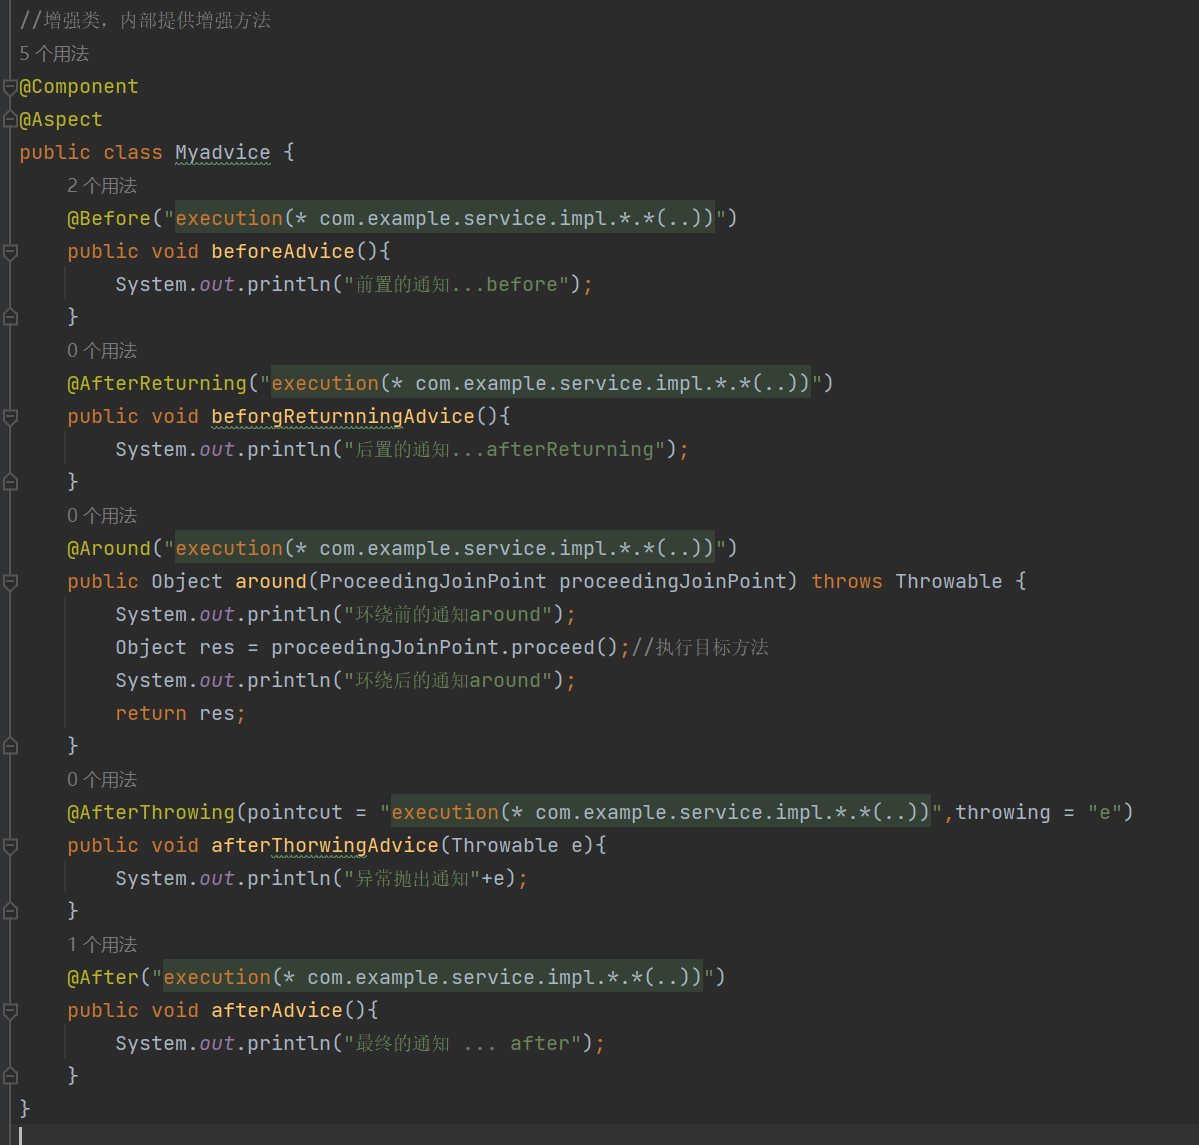 //增强类，内部提供增强方法
5 个用法
@Component
@Aspect
public class Myadvice {
2 个用法
@Before("execution(* com.example.service.impl.*.*(..))")
public void beforeAdvice(){
System.out.println("前置的通知...before");
}
0 个用法
@AfterReturning("execution(* com.example.service.impl.*.*(..))")
public void beforgReturnningAdvice(){
System.out.println("后置的通知...afterReturning");
}
0 个用法
@Around("execution(* com.example.service.impl.*.*(..))")
public Object around(ProceedingJoinPoint proceedingJoinPoint) throws Throwable {
System.out.println("环绕前的通知around");
Object res = proceedingJoinPoint.proceed();//执行目标方法
System.out.println("环绕后的通知around");
return res;
}
0 个用法
@AfterThrowing(pointcut = "execution(* com.example.service.impl.*.*(..))",throwing = "e")
public void afterThorwingAdvice(Throwable e){
System.out.println("异常抛出通知"+e);
}
1 个用法
@After("execution(* com.example.service.impl.*.*(..))")
public void afterAdvice(){
System.out.println("最终的通知 ... after");
}
}